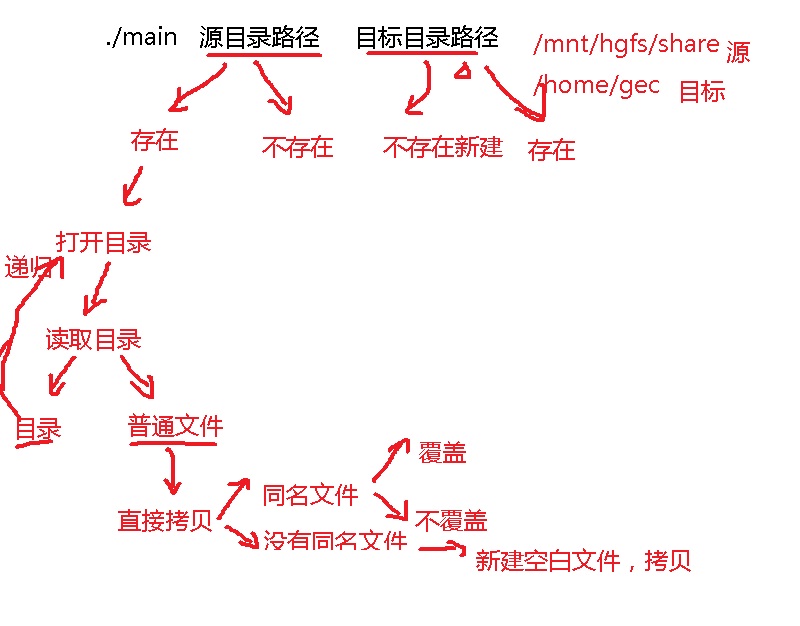 ./main 源目录路径 目标目录路径
/mnt/hgfs/share 源
/home/gec 目标
存在 不存在 不存在新建 存在
打开目录
递归
读取目录
目录 普通文件
覆盖
同名文件
直接拷贝 不覆盖
没有同名文件
新建空白文件，拷贝